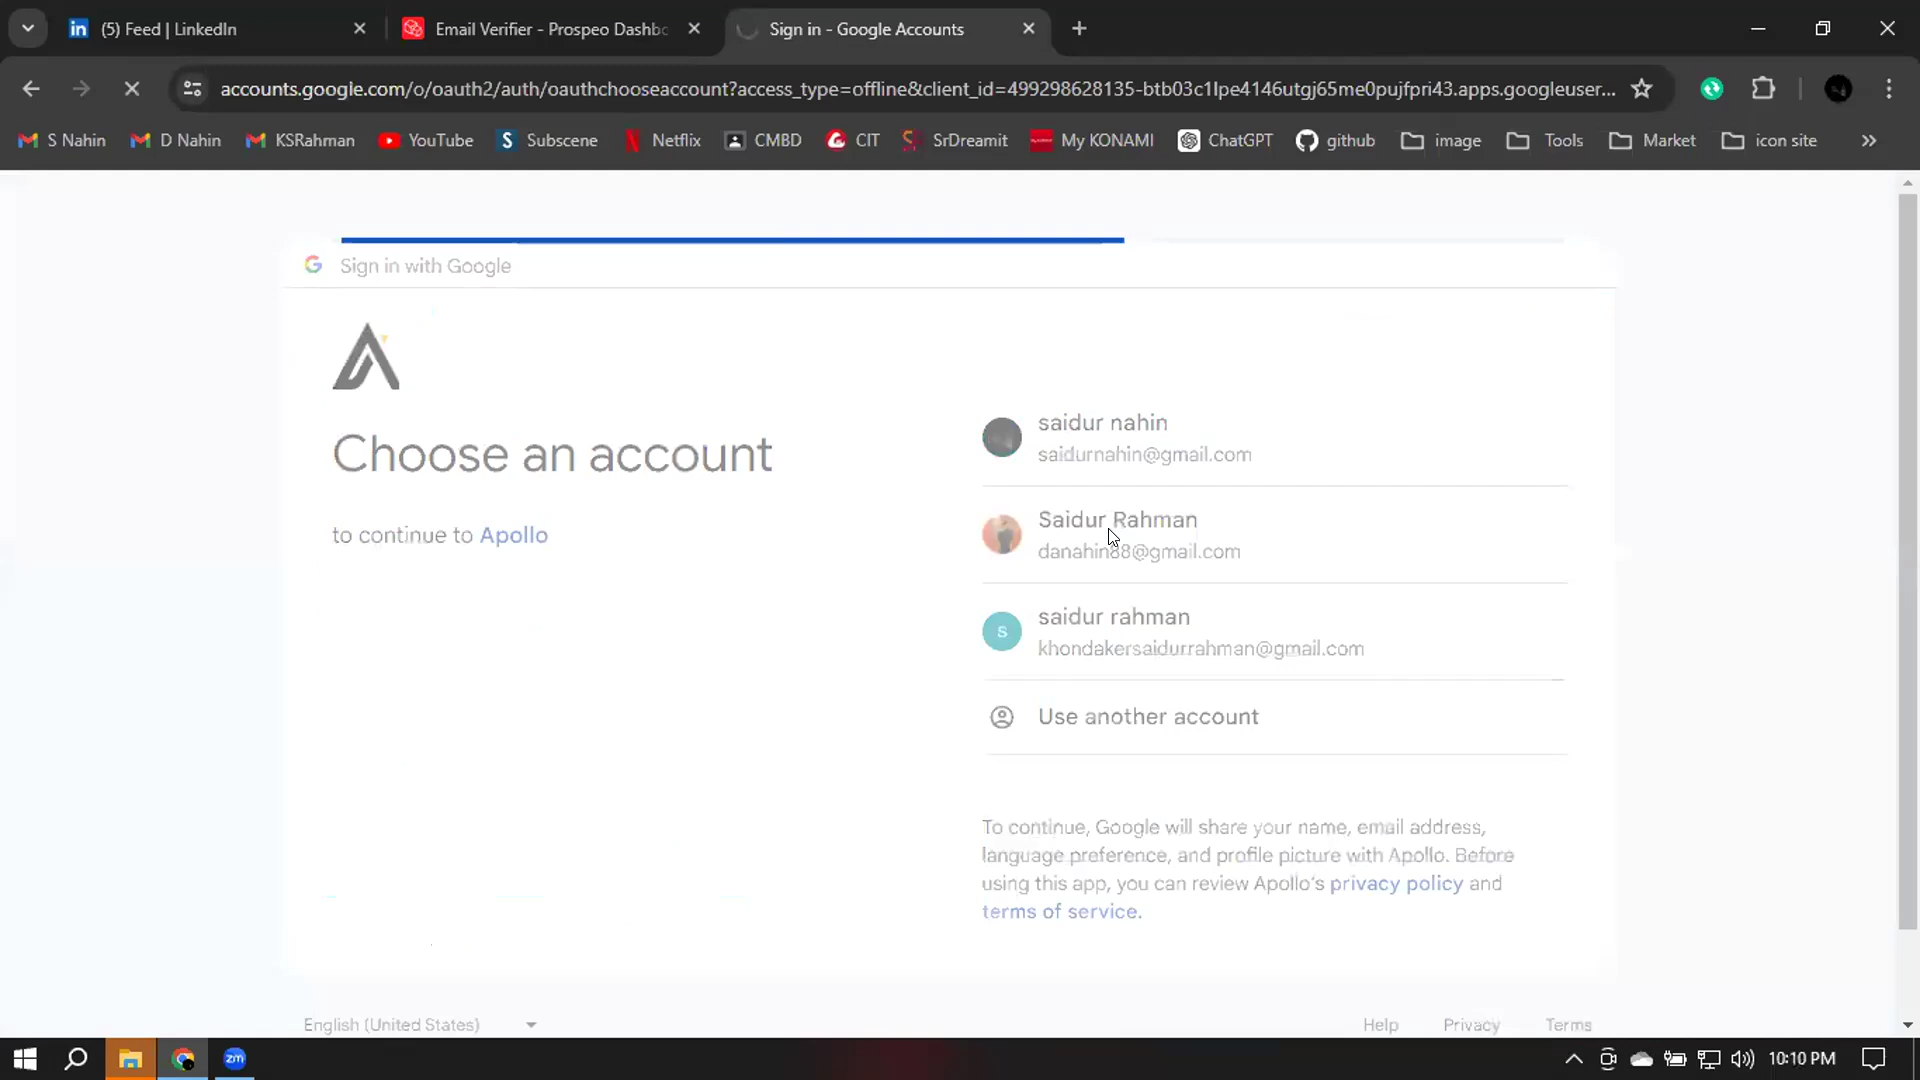 (5) Feed | LinkedIn
Email Verifier - Prospeo Dashbo
Sign in - Google Accounts
accounts.google.com/o/oauth2/auth/oauthchooseaccount?access_type=offline&client_id=499298628135-btb03c1lpe4146utgj65me0pujfpri43.apps.googleuser...
S Nahin
D Nahin
KSRahman
YouTube
Subscene
Netflix
CMBD
CIT
SrDreamit
My KONAMI
ChatGPT
github
image
Tools
Market
icon site
Sign in with Google
Choose an account
to continue to Apollo
saidur nahin
saidurnahin@gmail.com
Saidur Rahman
danahin88@gmail.com
S
saidur rahman
khondakersaidurrahman@gmail.com
Use another account
To continue, Google will share your name, email address,
language preference, and profile picture with Apollo. Before
using this app, you can review Apollo's privacy policy and
terms of service.
English (United States)
Help
Privacy
Terms
zm
10:10 PM